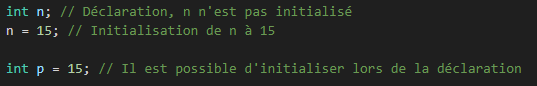 int n; // Déclaration, n n'est pas initialisé
n = 15; // Initialisation de n à 15
int p = 15; // Il est possible d'initialiser lors de la déclaration